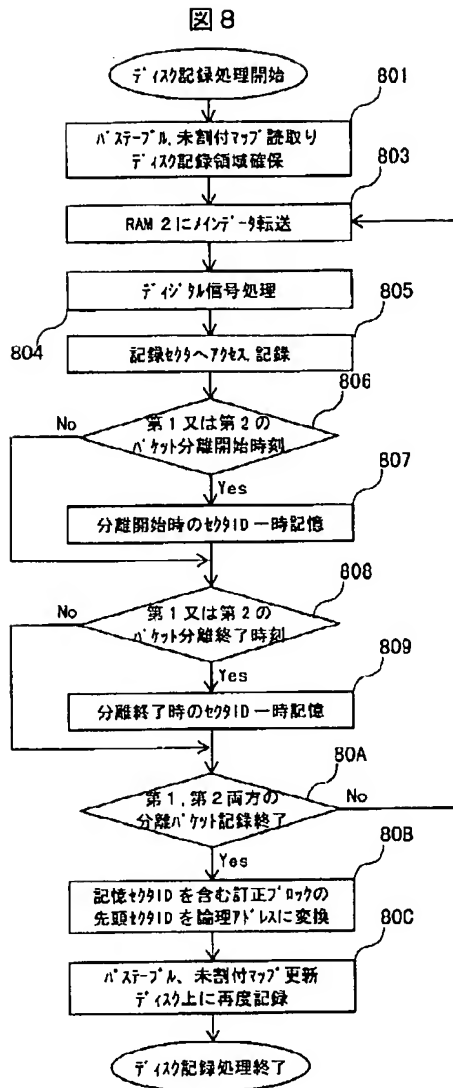 図8
ディスク記録処理開始
801
パステーブル、未割付マップ読取り
ディスク記録領域確保
803
RAM 2にメインデータ転送
ディジタル信号処理
804
805
記録セクタへアクセス、記録
806
第1又は第2の
パケット分離開始時刻
No
Yes
807
分離開始時のセクタID一時記憶
808
第1又は第2の
パケット分離終了時刻
No
Yes
809
分離終了時のセクタID一時記憶
80A
第1,第2両方の
分離パケット記録終了
No
Yes
80B
記憶セクタIDを含む訂正ブロックの
先頭セクタIDを論理アドレスに変換
80C
パステーブル、未割付マップ更新
ディスク上に再度記録
ディスク記録処理終了